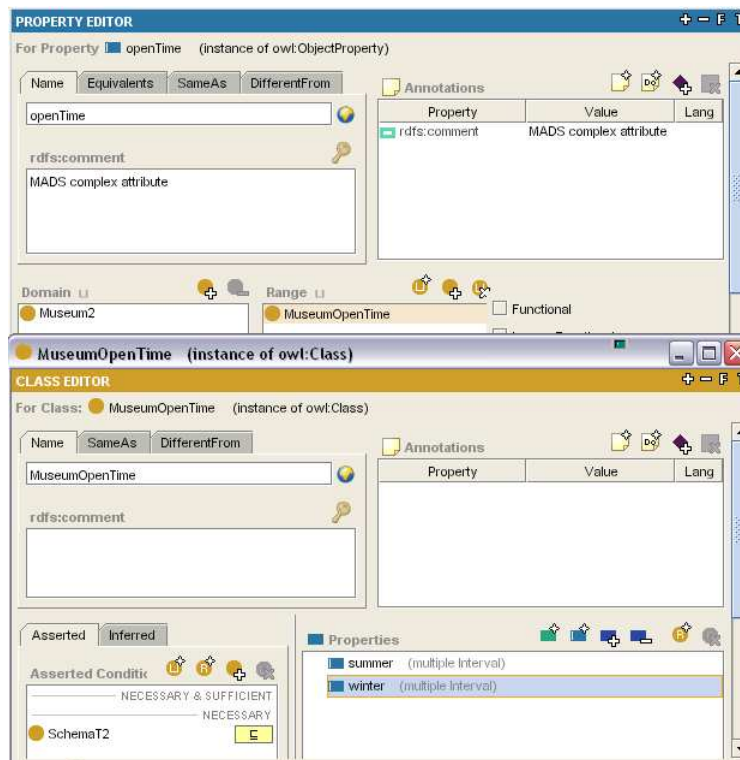 PROPERTY EDITOR
For Property openTime (instance of owl:ObjectProperty)
Name Equivalents SameAs DifferentFrom
Annotations
Property Value Lang
openTime
rdfs:comment MADS complex attribute
rdfs:comment
MADS complex attribute
Domain
Range
Museum2
MuseumOpenTime
Functional
MuseumOpenTime (instance of owl:Class)
CLASS EDITOR
For Class: MuseumOpenTime (instance of owl:Class)
Name SameAs DifferentFrom
Annotations
Property Value Lang
MuseumOpenTime
rdfs:comment
Asserted Inferred
Properties
Asserted Conditic
summer (multiple Interval)
winter (multiple Interval)
NECESSARY & SUFFICIENT
NECESSARY
SchemaT2